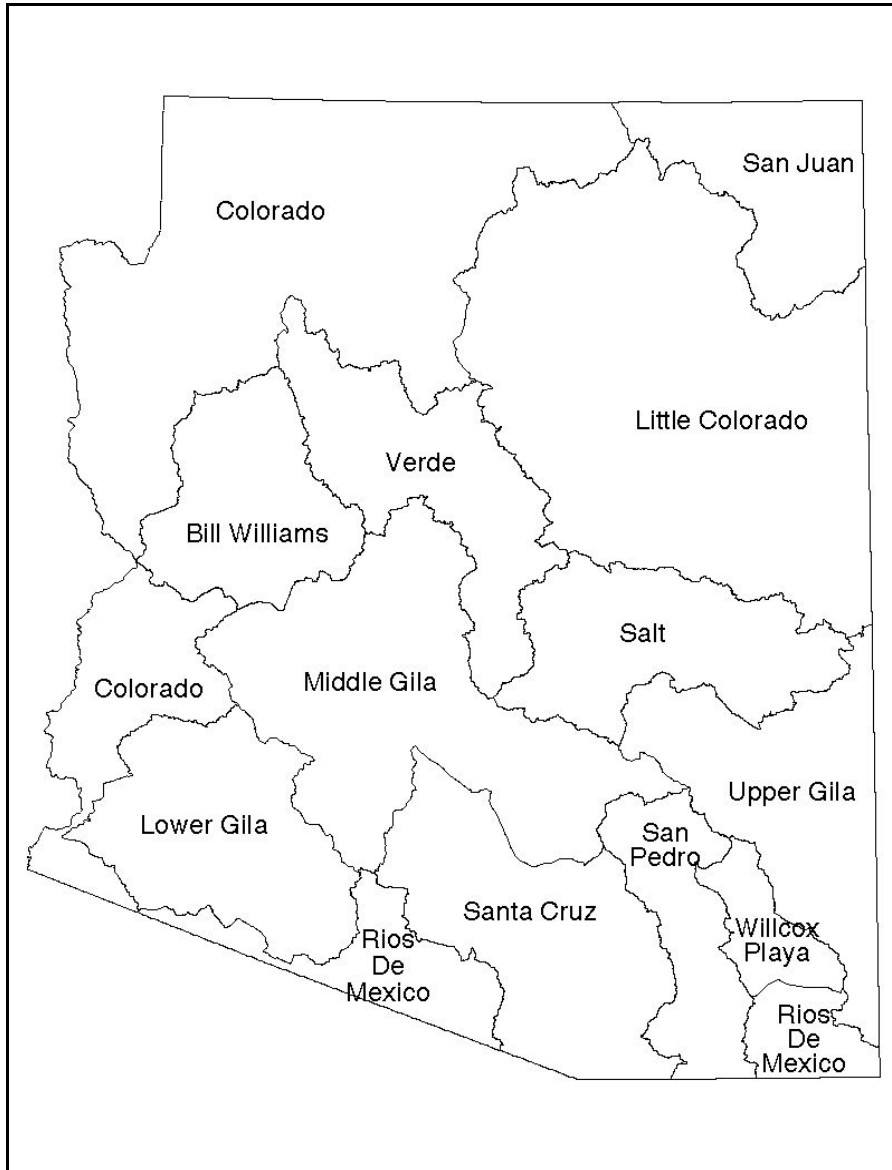 San Juan
Colorado
Little Colorado
Verde
Bill Williams
Salt
Middle Gila
Colorado
Upper Gila
Lower Gila
San
Pedro
Santa Cruz
Willcox
Playa
Rios
De
Mexico
Rios
De
Mexico